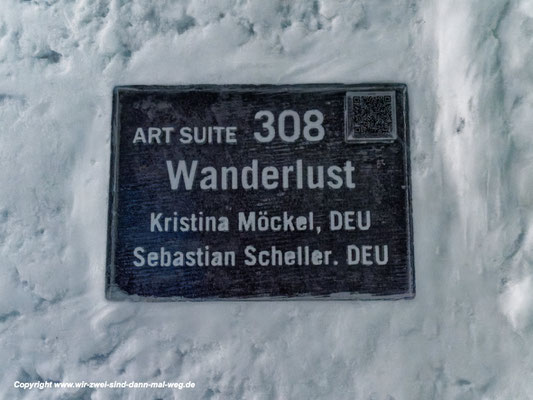 ART SUITE 308
Wanderlust
Kristina Möckel, DEU
Sebastian Scheller. DEU
Copyright www.wir-zwei-sind-dann-mal-weg.de